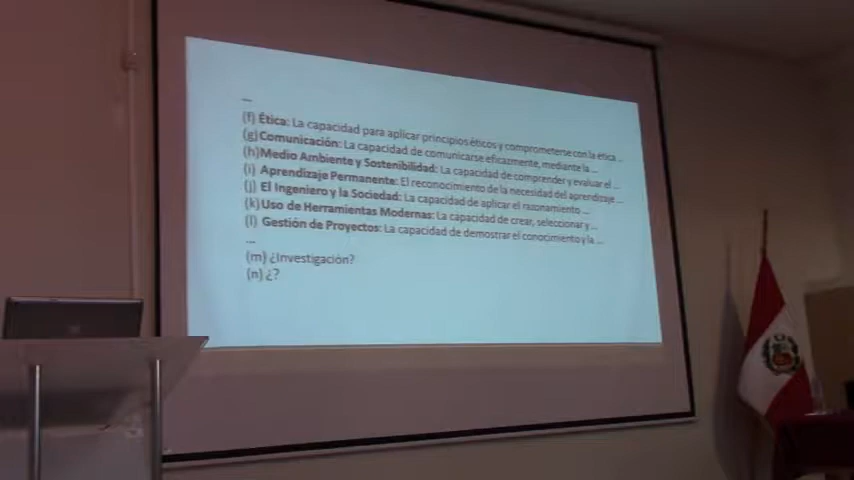 ...
(f) Ética: La capacidad para aplicar principios éticos y comprometerse con la ética ...
(g) Comunicación: La capacidad de comunicarse eficazmente, mediante la ...
(h) Medio Ambiente y Sostenibilidad: La capacidad de comprender y evaluar el ...
(i) Aprendizaje Permanente: El reconocimiento de la necesidad del aprendizaje ...
(j) El Ingeniero y la Sociedad: La capacidad de aplicar el razonamiento ...
(k) Uso de Herramientas Modernas: La capacidad de crear, seleccionar y ...
(l) Gestión de Proyectos: La capacidad de demostrar el conocimiento y la ...
...
(m) ¿Investigación?
(n) ¿?